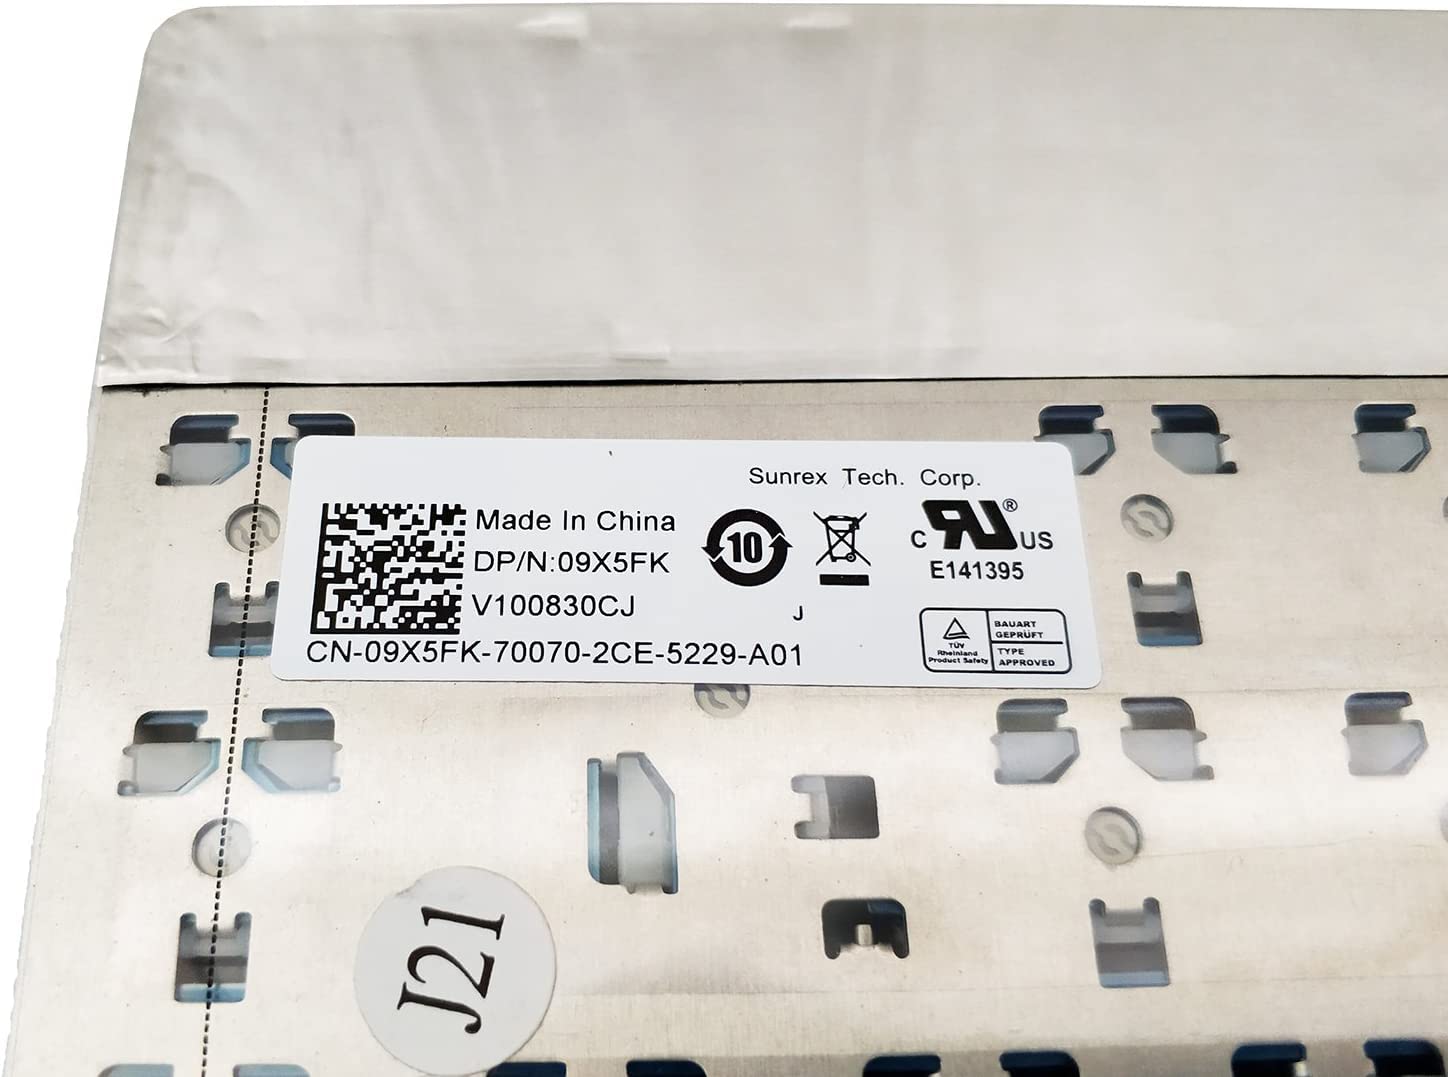 Sunrex Tech. Corp.
Made In China
DP/N:09X5FK
V100830CJ
CN-09X5FK-70070-2CE-5229-A01
10
J
C UL US
®
E141395
TÜV
Rheinland
Product Safety
BAUART
GEPRÜFT
TYPE
APPROVED
J21